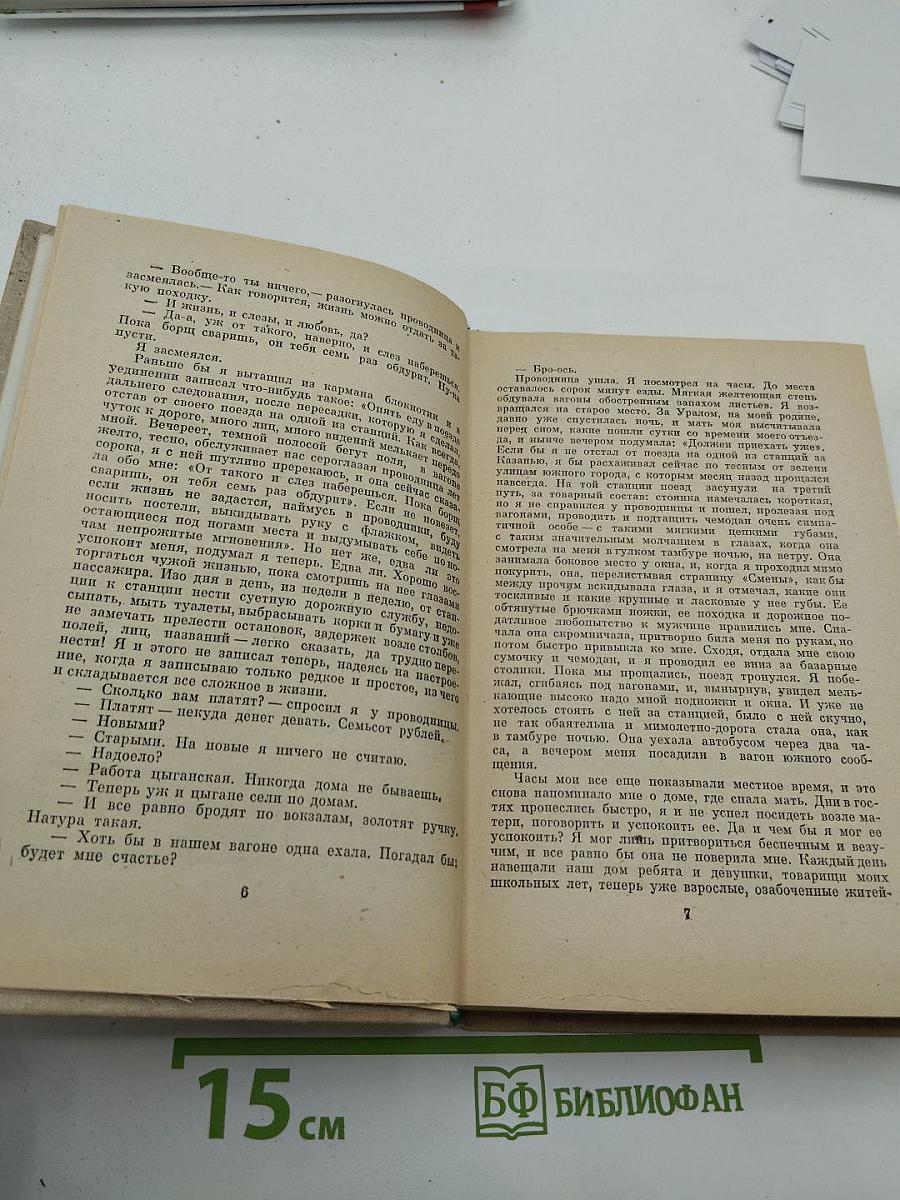 — Вообще-то ты ничего,— разогнулась проводница и
засмеялась.— Как говорится, жизнь можно отдать за та-
кую походку.
— И жизнь, и слезы, и любовь, да?
— Да-а, уж от такого, наверно, и слез наберешься.
Пока борщ сваришь, он тебя семь раз обдурит. Ну-ка
пусти.
Я засмеялся.
Раньше бы я вытащил из кармана блокнотик и в
уединении записал что-нибудь такое: «Опять еду в поезде
дальнего следования, после пересадки, которую я сделал,
отстав от своего поезда на одной из станций. Как всегда,
чуток к дороге, много лиц, много видений мелькает передо
мной. Вечереет, темной полосой бегут поля, в вагоне
желто, тесно, обслуживает нас сероглазая проводница лет
сорока, я с ней шутливо пререкаюсь, и она сейчас сказа-
ла обо мне: «От такого и слез наберешься. Пока борщ
сваришь, он тебя семь раз обдурит». Если не повезет,
если жизнь не задастся, наймусь в проводники, буду
носить постели, выкидывать руку с флажком, видеть
остающиеся под ногами места и выдумывать себе по но-
чам непрожитые мгновения». Но нет же, едва ли это
успокоит меня, подумал я теперь. Едва ли. Хорошо вос-
торгаться чужой жизнью, пока смотришь на нее глазами
пассажира. Изо дня в день, из недели в неделю, от стан-
ции к станции нести суетную дорожную службу, недо-
сыпать, мыть туалеты, выбрасывать корки и бумагу и уже
не замечать прелести остановок, задержек возле столбов,
полей, лиц, названий — легко сказать, да трудно пере-
нести! Я и этого не записал теперь, надеясь на настрое-
ние, когда я записываю только редкое и простое, из чего
и складывается все сложное в жизни.
— Сколько вам платят? — спросил я у проводницы.
— Платят — некуда денег девать. Семьсот рублей.
— Новыми?
— Старыми. На новые я ничего не считаю.
— Надоело?
— Работа цыганская. Никогда дома не бываешь.
— Теперь уж и цыгане сели по домам.
— И все равно бродят по вокзалам, золотят ручку.
Натура такая.
— Хоть бы в нашем вагоне одна ехала. Погадал бы:
будет мне счастье?
6
— Бро-ось.
Проводница ушла. Я посмотрел на часы. До места
оставалось сорок минут езды. Мягкая желтеющая степь
обдувала вагоны обостренным запахом листьев. Я воз-
вращался на старое место. За Уралом, на моей родине,
давно уже спустилась ночь, и мать моя высчитывала
перед сном, какие пошли сутки со времени моего отъез-
да, и нынче вечером подумала: «Должен приехать уже».
Если бы я не отстал от поезда на одной из станций за
Казанью, я бы расхаживал сейчас по тесным от зелени
улицам южного города, с которым месяц назад прощался
навсегда. На той станции поезд засунули на третий
путь, за товарный состав: стоянка намечалась короткая,
но я не справился у проводницы и пошел, пролезая под
вагонами, проводить и подтащить чемодан очень симпа-
тичной особе — с такими мягкими цепкими губами,
с таким значительным молчанием в глазах, когда она
смотрела на меня в гулком тамбуре ночью, на ветру. Она
занимала боковое место у окна, и, когда я проходил мимо
покурить, она, перелистывая страницу «Смены», как бы
между прочим вскидывала глаза, и я отмечал, какие они
тоскливые и какие крупные и ласковые у нее губы. Ее
обтянутые брючками ножки, ее походка и дорожное по-
датливое любопытство к мужчине нравились мне. Сна-
чала она скромничала, притворно била меня по рукам, но
потом быстро привыкла ко мне. Сходя, отдала мне свою
сумочку и чемодан, и я проводил ее вниз за базарные
столики. Пока мы прощались, поезд тронулся. Я побе-
жал, сгибаясь под вагонами, и, вынырнув, увидел мель-
кающие высоко надо мной подножки и окна. И уже не
хотелось стоять с ней за станцией, было с ней скучно,
не так обаятельна и мимолетно-дорога стала она, как
в тамбуре ночью. Она уехала автобусом через два ча-
са, а вечером меня посадили в вагон южного сооб-
щения.
Часы мои все еще показывали местное время, и это
снова напоминало мне о доме, где спала мать. Дни в гос-
тях пронеслись быстро, и я не успел посидеть возле ма-
тери, поговорить и успокоить ее. Да и чем бы я мог ее
успокоить? Я мог лишь притвориться беспечным и везу-
чим, и все равно бы она не поверила мне. Каждый день
навещали наш дом ребята и девушки, товарищи моих
школьных лет, теперь уже взрослые, озабоченные житей-
7
15 см
БФ БИБЛИОФАН